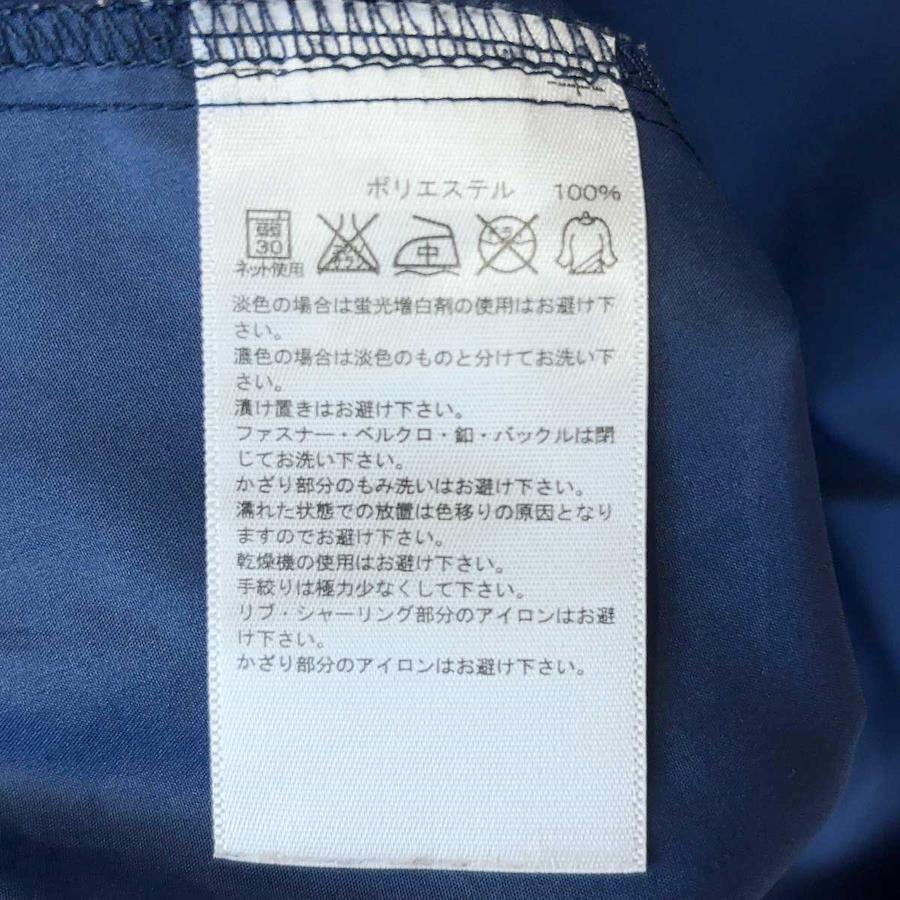 ポリエステル 100%
弱 30 エンソ サラシ 中 ドライ
ネット使用
淡色の場合は蛍光増白剤の使用はお避け下
さい。
濃色の場合は淡色のものと分けてお洗い下
さい。
漬け置きはお避け下さい。
ファスナー・ベルクロ・釦・バックルは閉
じてお洗い下さい。
かざり部分のもみ洗いはお避け下さい。
濡れた状態での放置は色移りの原因となり
ますのでお避け下さい。
乾燥機の使用はお避け下さい。
手絞りは極力少なくして下さい。
リブ・シャーリング部分のアイロンはお避
け下さい。
かざり部分のアイロンはお避け下さい。